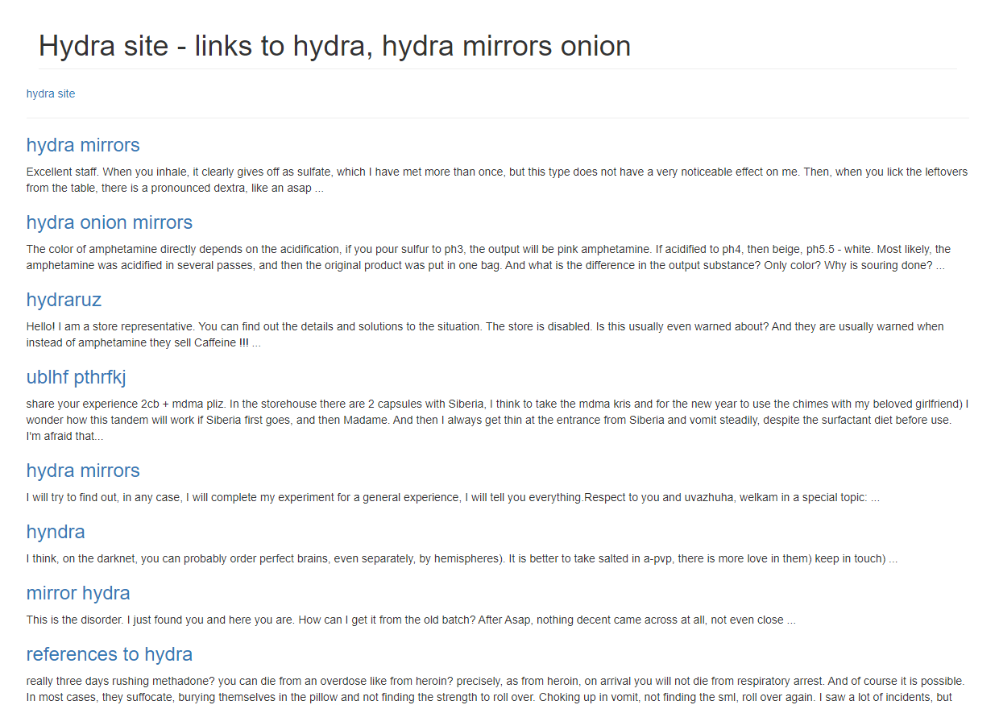 Hydra site - links to hydra, hydra mirrors onion
hydra site
hydra mirrors
Excellent staff. When you inhale, it clearly gives off as sulfate, which I have met more than once, but this type does not have a very noticeable effect on me. Then, when you lick the leftovers
from the table, there is a pronounced dextra, like an asap ...
hydra onion mirrors
The color of amphetamine directly depends on the acidification, if you pour sulfur to ph3, the output will be pink amphetamine. If acidified to ph4, then beige, ph5.5 - white. Most likely, the
amphetamine was acidified in several passes, and then the original product was put in one bag. And what is the difference in the output substance? Only color? Why is souring done? ...
hydraruz
Hello! I am a store representative. You can find out the details and solutions to the situation. The store is disabled. Is this usually even warned about? And they are usually warned when
instead of amphetamine they sell Caffeine !!! ...
ublhf pthrfkj
share your experience 2cb + mdma pliz. In the storehouse there are 2 capsules with Siberia, I think to take the mdma kris and for the new year to use the chimes with my beloved girlfriend) I
wonder how this tandem will work if Siberia first goes, and then Madame. And then I always get thin at the entrance from Siberia and vomit steadily, despite the surfactant diet before use.
I'm afraid that...
hydra mirrors
I will try to find out, in any case, I will complete my experiment for a general experience, I will tell you everything.Respect to you and uvazhuha, welkam in a special topic: ...
hyndra
I think, on the darknet, you can probably order perfect brains, even separately, by hemispheres). It is better to take salted in a-pvp, there is more love in them) keep in touch) ...
mirror hydra
This is the disorder. I just found you and here you are. How can I get it from the old batch? After Asap, nothing decent came across at all, not even close ...
references to hydra
really three days rushing methadone? you can die from an overdose like from heroin? precisely, as from heroin, on arrival you will not die from respiratory arrest. And of course it is possible.
In most cases, they suffocate, burying themselves in the pillow and not finding the strength to roll over. Choking up in vomit, not finding the sml, roll over again. I saw a lot of incidents, but